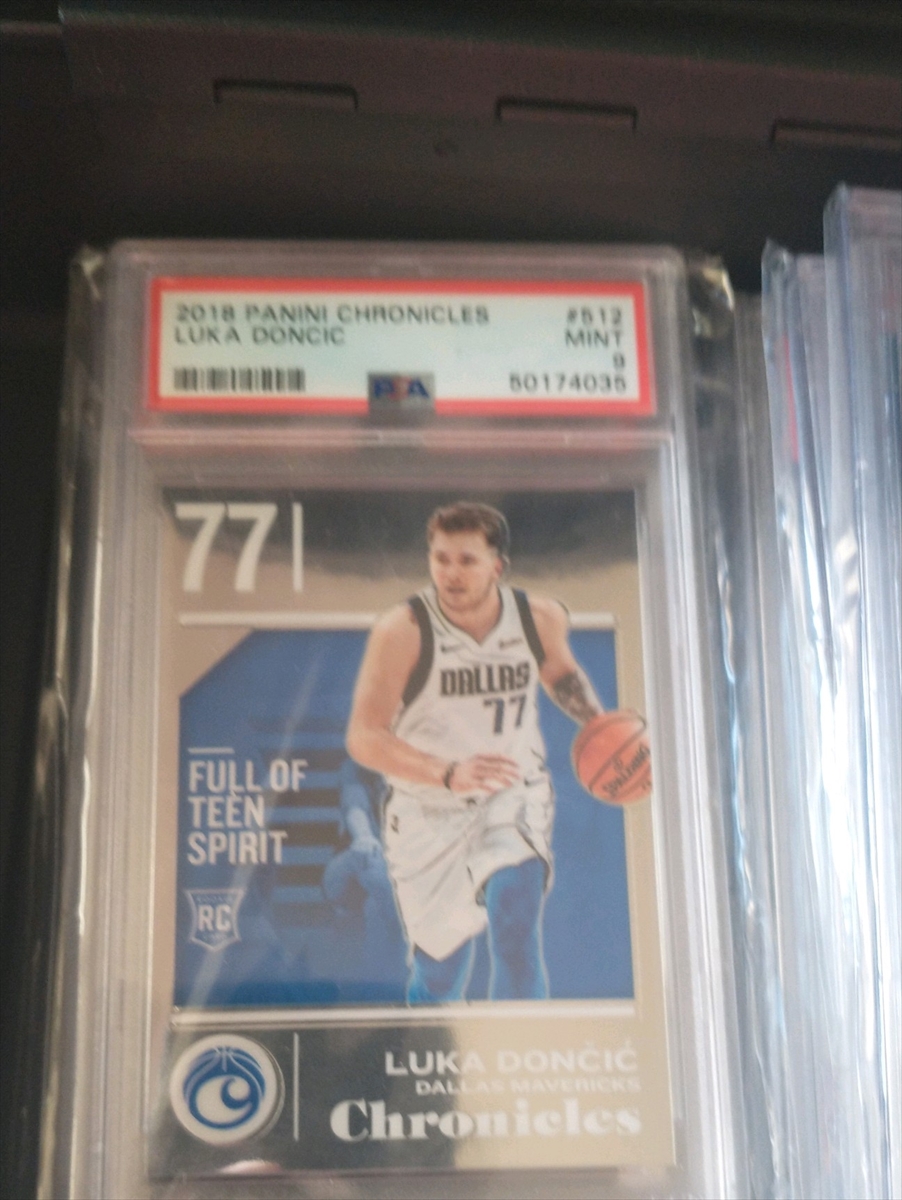 2018 PANINI CHRONICLES #512
LUKA DONCIC MINT
9
PSA 50174035
77
DALLAS
77
SPALDING
FULL OF
TEEN
SPIRIT
RC
LUKA DONČIĆ
DALLAS MAVERICKS
Chronicles